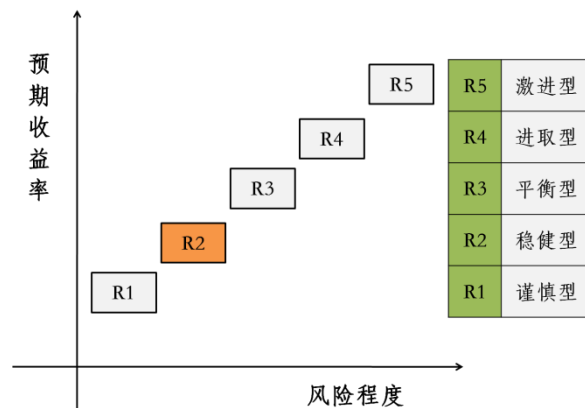 预期收益率
R5
R4
R3
R2
R1
风险程度
R5 激进型
R4 进取型
R3 平衡型
R2 稳健型
R1 谨慎型